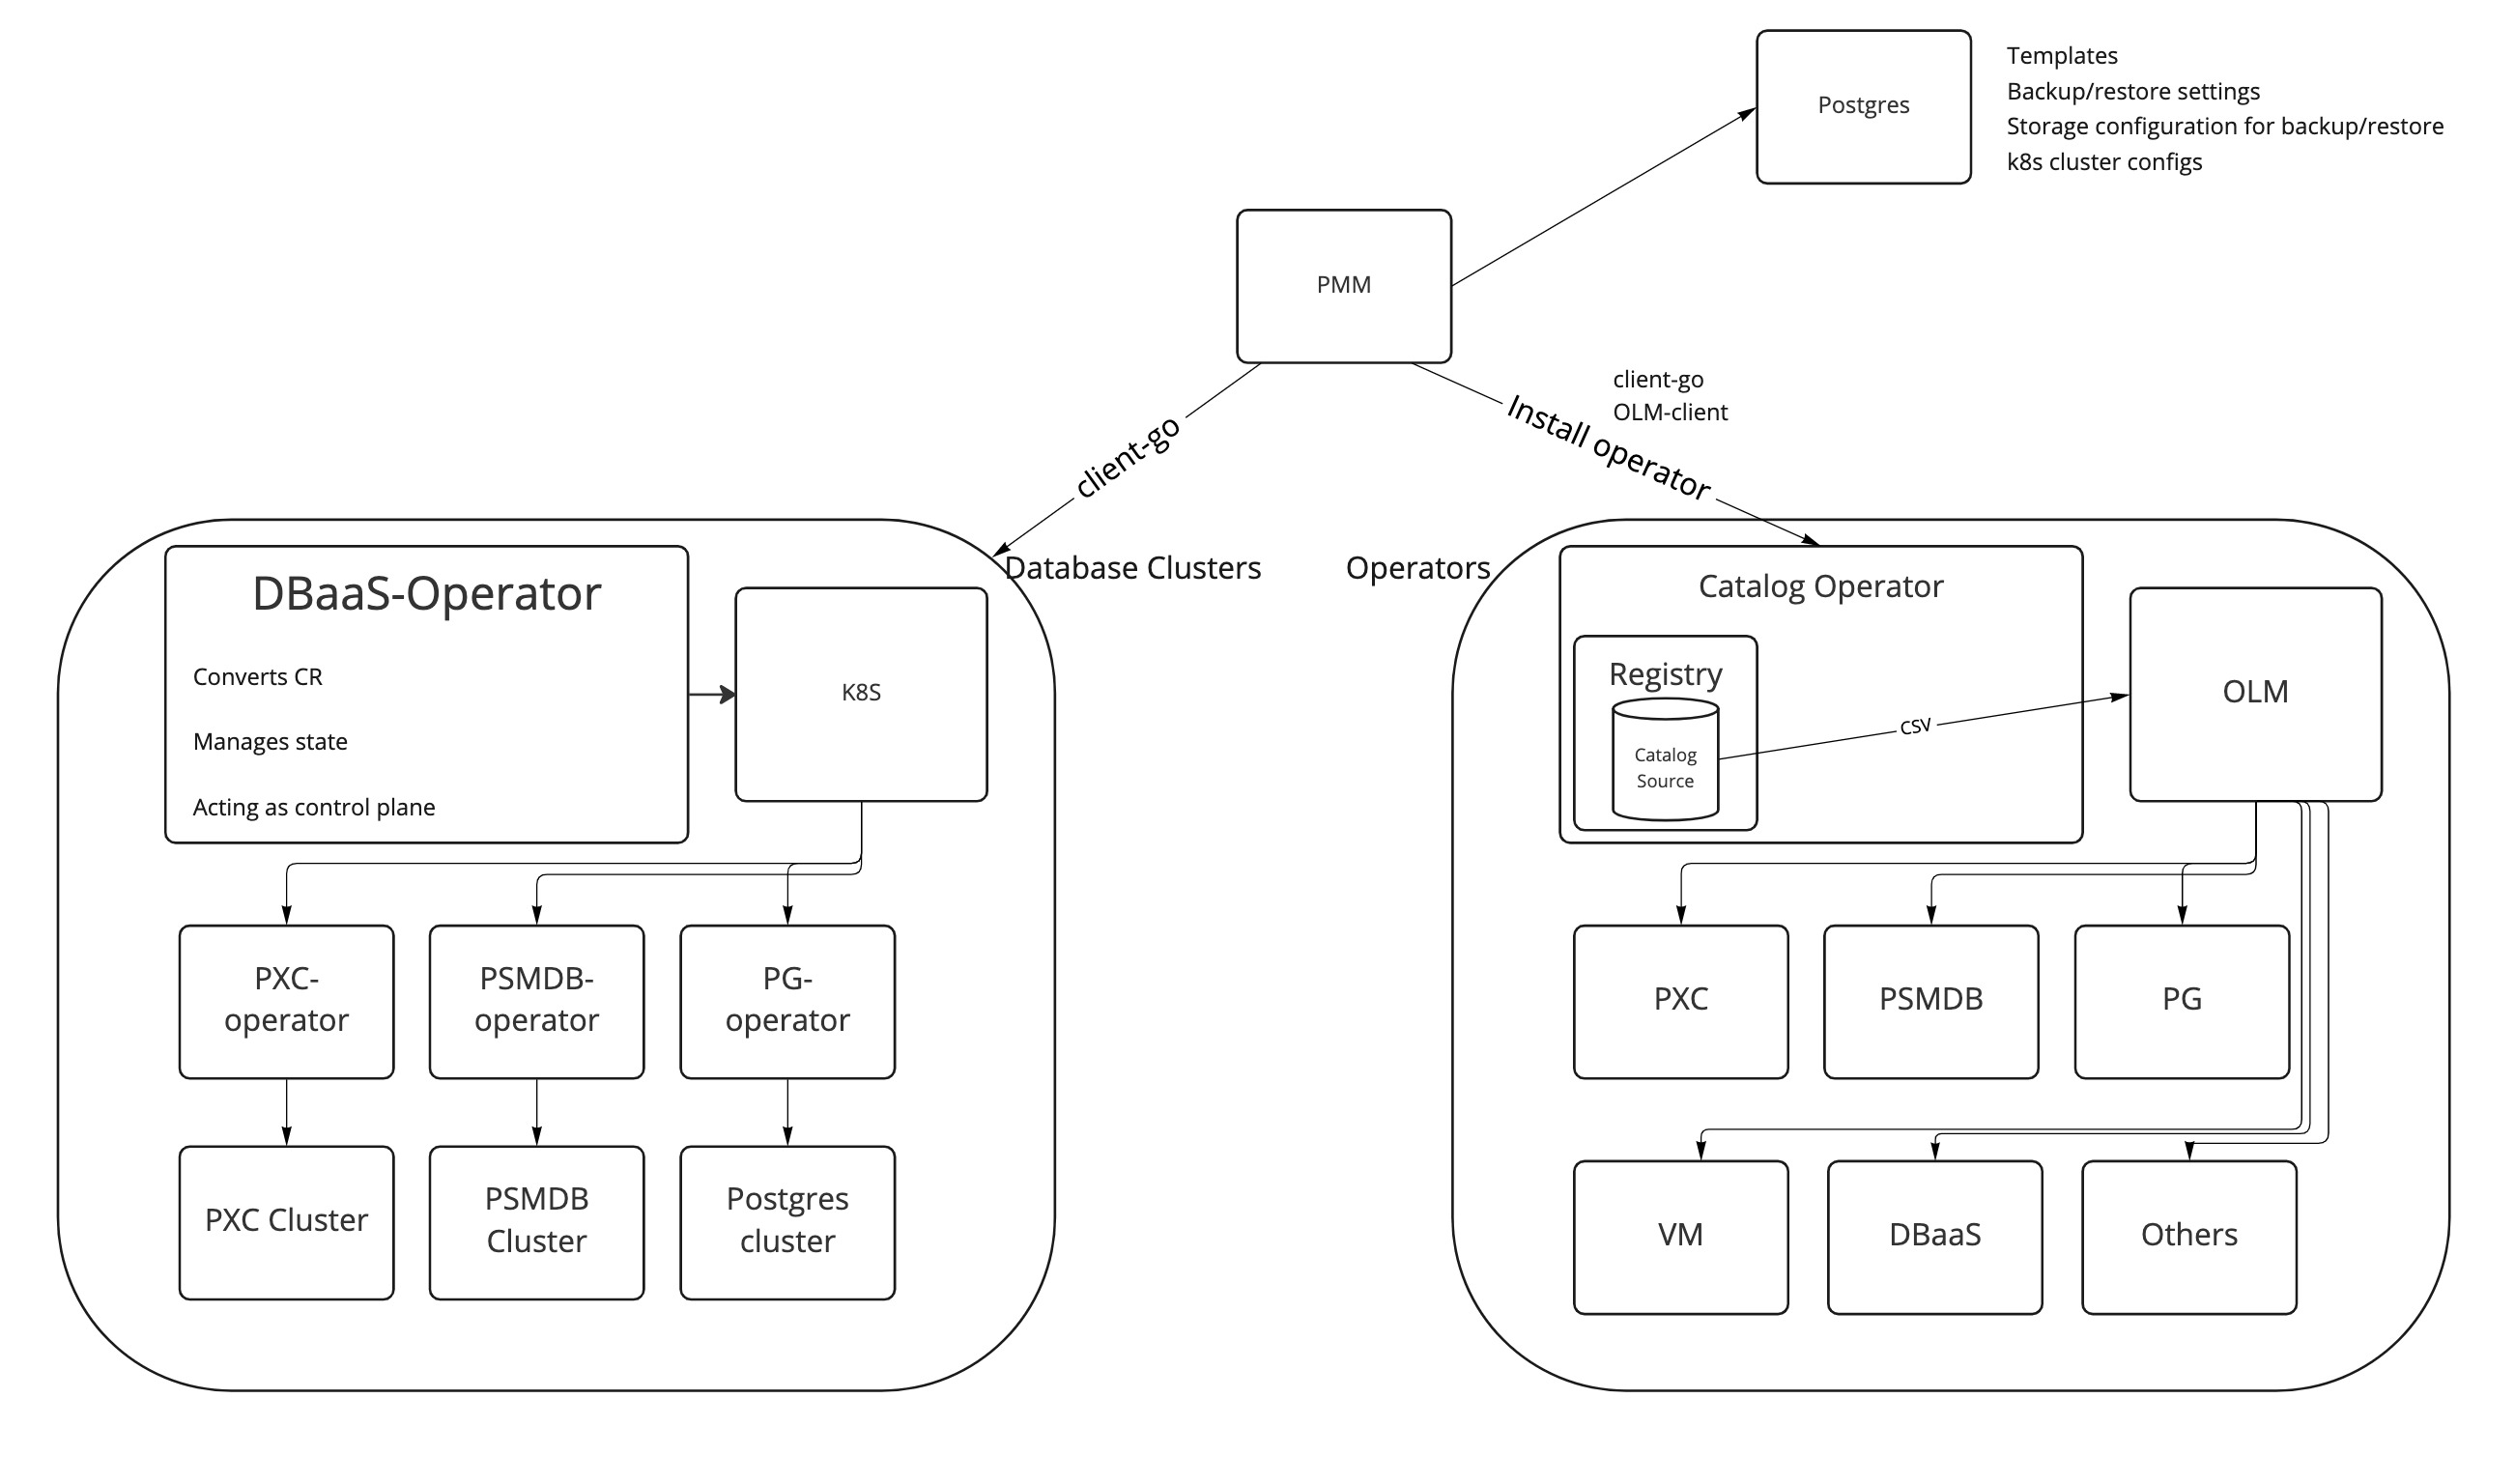 Postgres
Templates
Backup/restore settings
Storage configuration for backup/restore
k8s cluster configs
PMM
client-go
OLM-client
client-go
Install operator
Database Clusters
Operators
DBaaS-Operator
Converts CR
Manages state
Acting as control plane
K8S
PXC-
operator
PSMDB-
operator
PG-
operator
PXC Cluster
PSMDB
Cluster
Postgres
cluster
Catalog Operator
Registry
Catalog
Source
CSV
OLM
PXC
PSMDB
PG
VM
DBaaS
Others